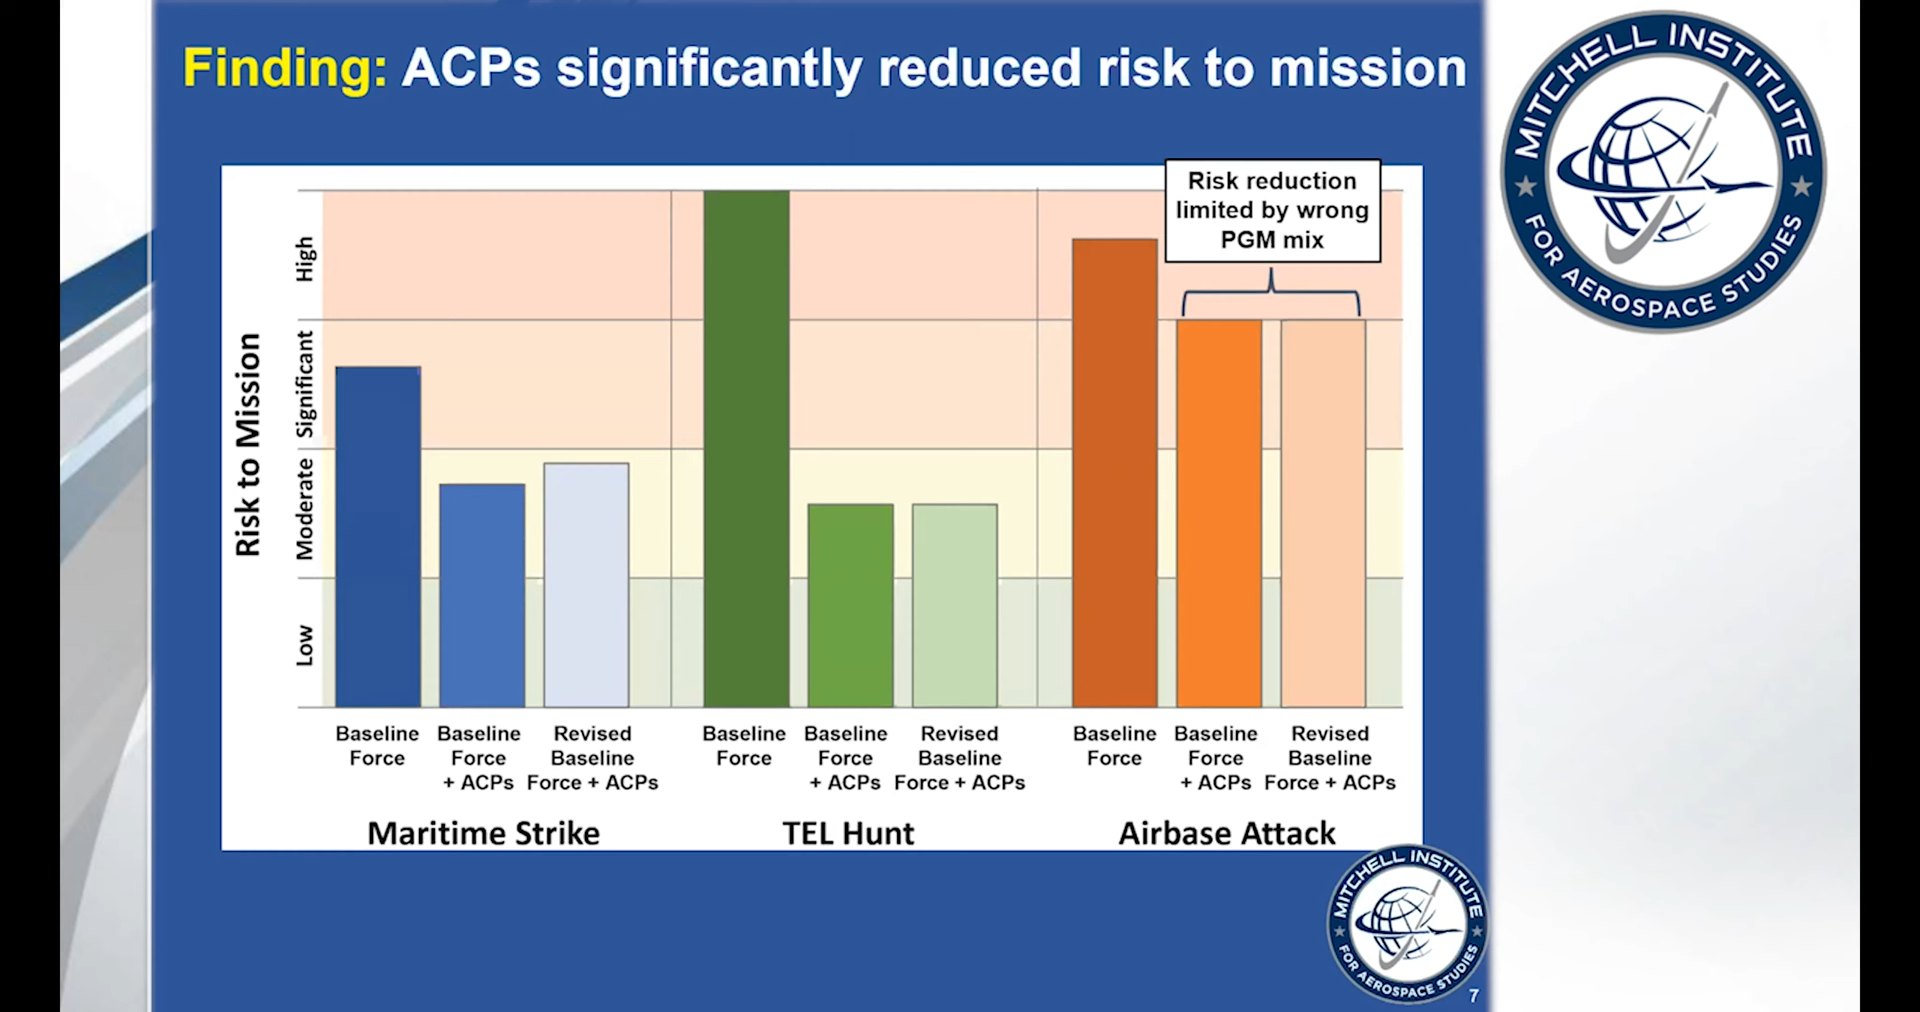 Finding: ACPs significantly reduced risk to mission
MITCHELL INSTITUTE
FOR AEROSPACE STUDIES
Risk reduction
limited by wrong
PGM mix
Risk to Mission
High
Significant
Moderate
Low
Baseline
Force
Baseline
Force
+ ACPs
Revised
Baseline
Force + ACPs
Maritime Strike
Baseline
Force
Baseline
Force
+ ACPs
Revised
Baseline
Force + ACPs
TEL Hunt
Baseline
Force
Baseline
Force
+ ACPs
Revised
Baseline
Force + ACPs
Airbase Attack
MITCHELL INSTITUTE
FOR AEROSPACE STUDIES
7